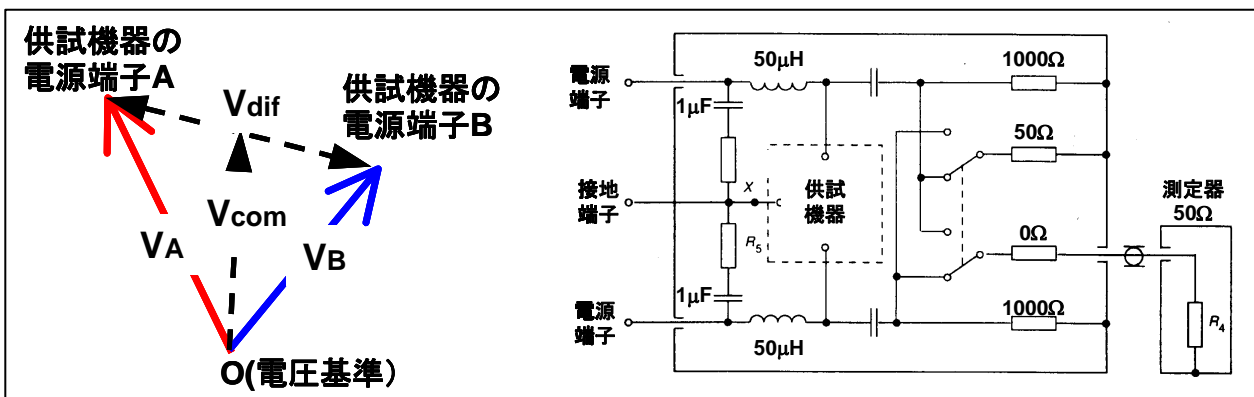 供試機器の
電源端子A
供試機器の
電源端子B
Vdif
Vcom
VA
VB
O(電圧基準)
電源
端子
50μH
1000Ω
1μF
50Ω
接地
端子
X
供試
機器
測定器
50Ω
R5
0Ω
1μF
電源
端子
50μH
1000Ω
R4